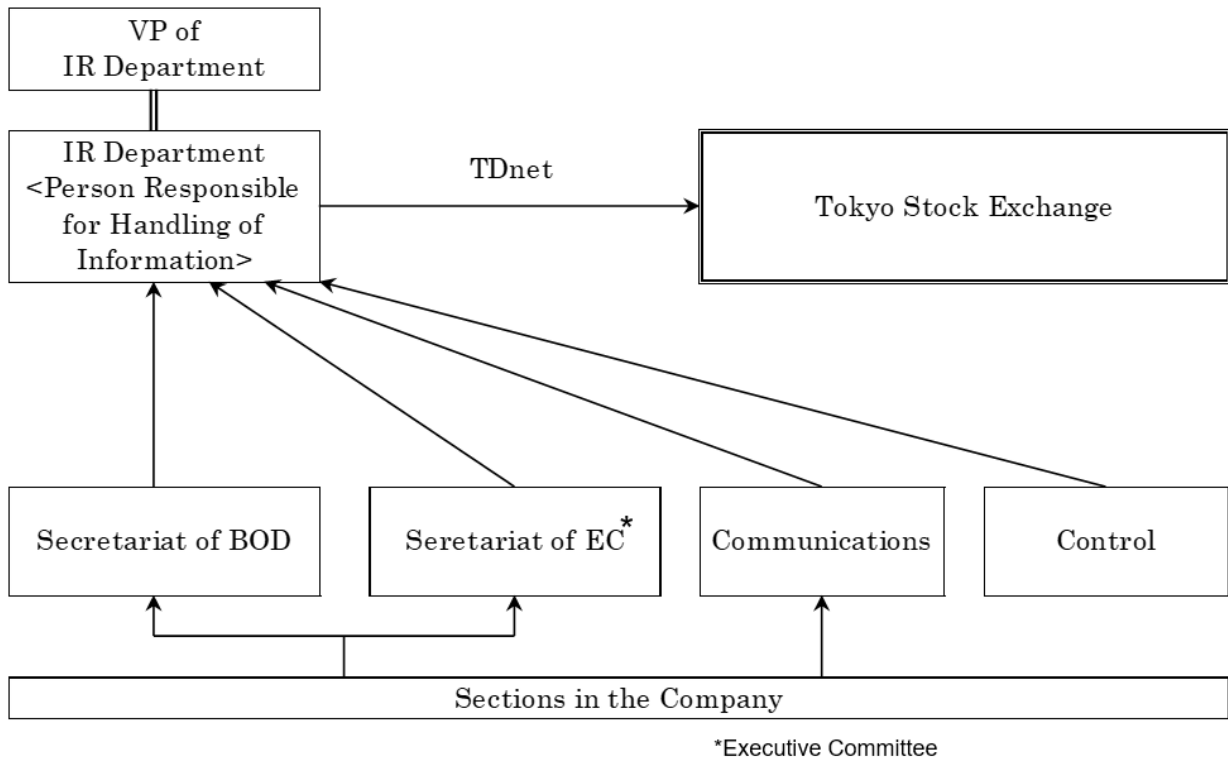 VP of
IR Department
IR Department
<Person Responsible
for Handling of
Information>
TDnet
Tokyo Stock Exchange
Secretariat of BOD
Seretariat of EC*
Communications
Control
Sections in the Company
*Executive Committee